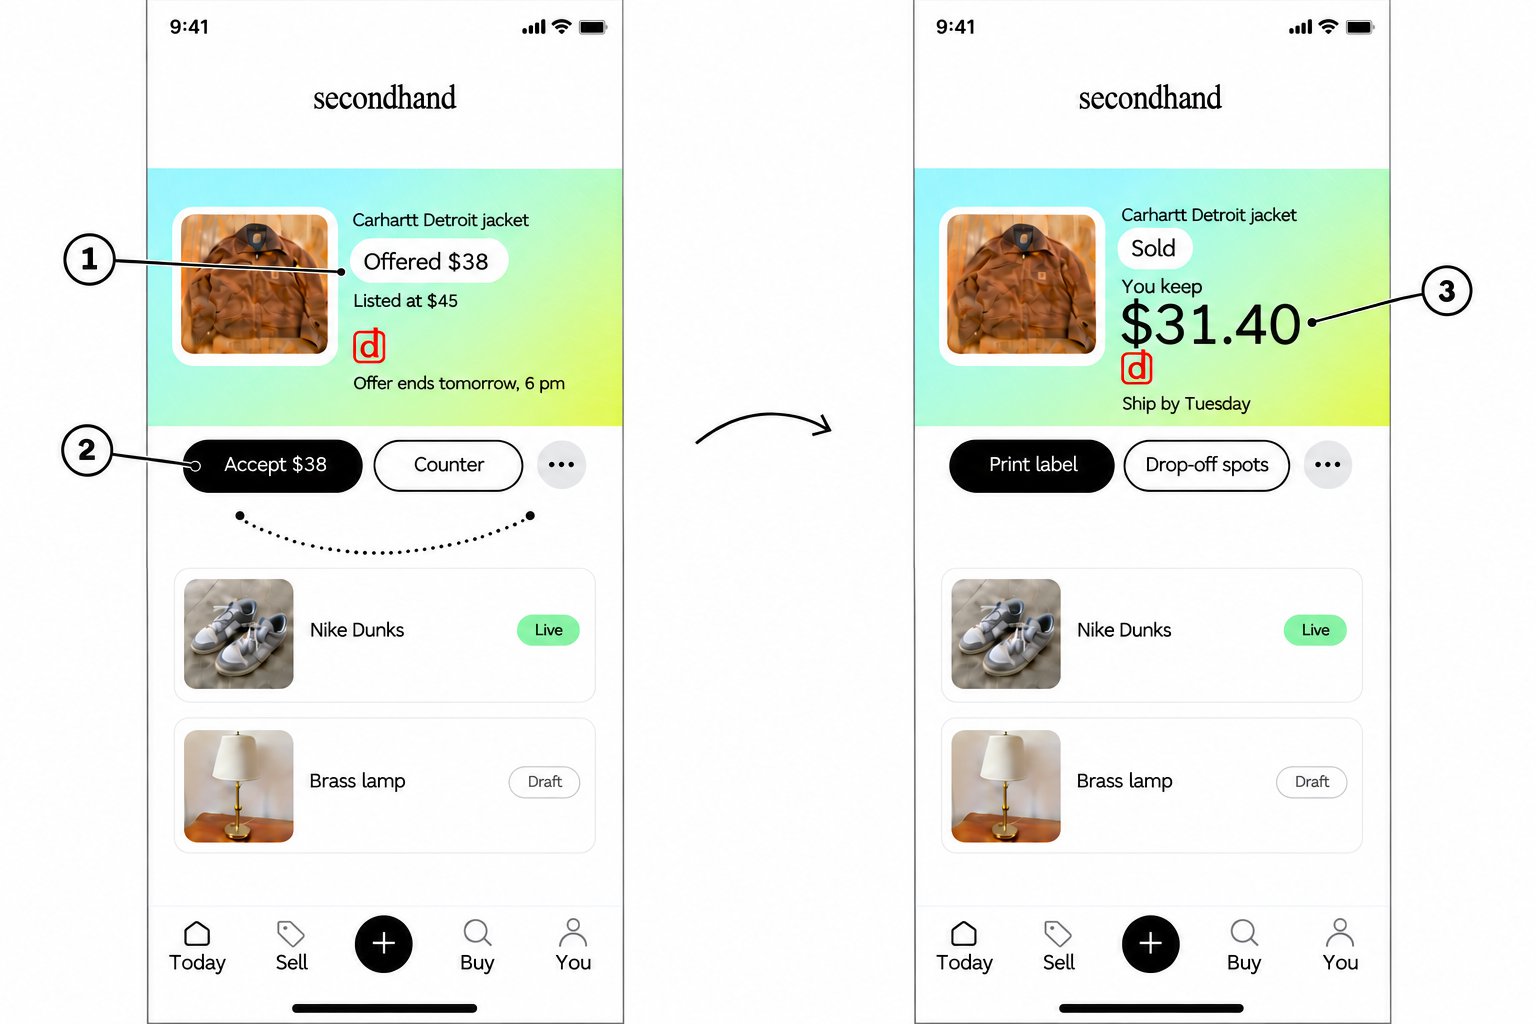 9:41
secondhand
1
Carhartt Detroit jacket
Offered $38
Listed at $45
d
Offer ends tomorrow, 6 pm
2
Accept $38
Counter
Nike Dunks
Live
Brass lamp
Draft
Today
Sell
Buy
You
9:41
secondhand
Carhartt Detroit jacket
Sold
You keep
$31.40
3
d
Ship by Tuesday
Print label
Drop-off spots
Nike Dunks
Live
Brass lamp
Draft
Today
Sell
Buy
You